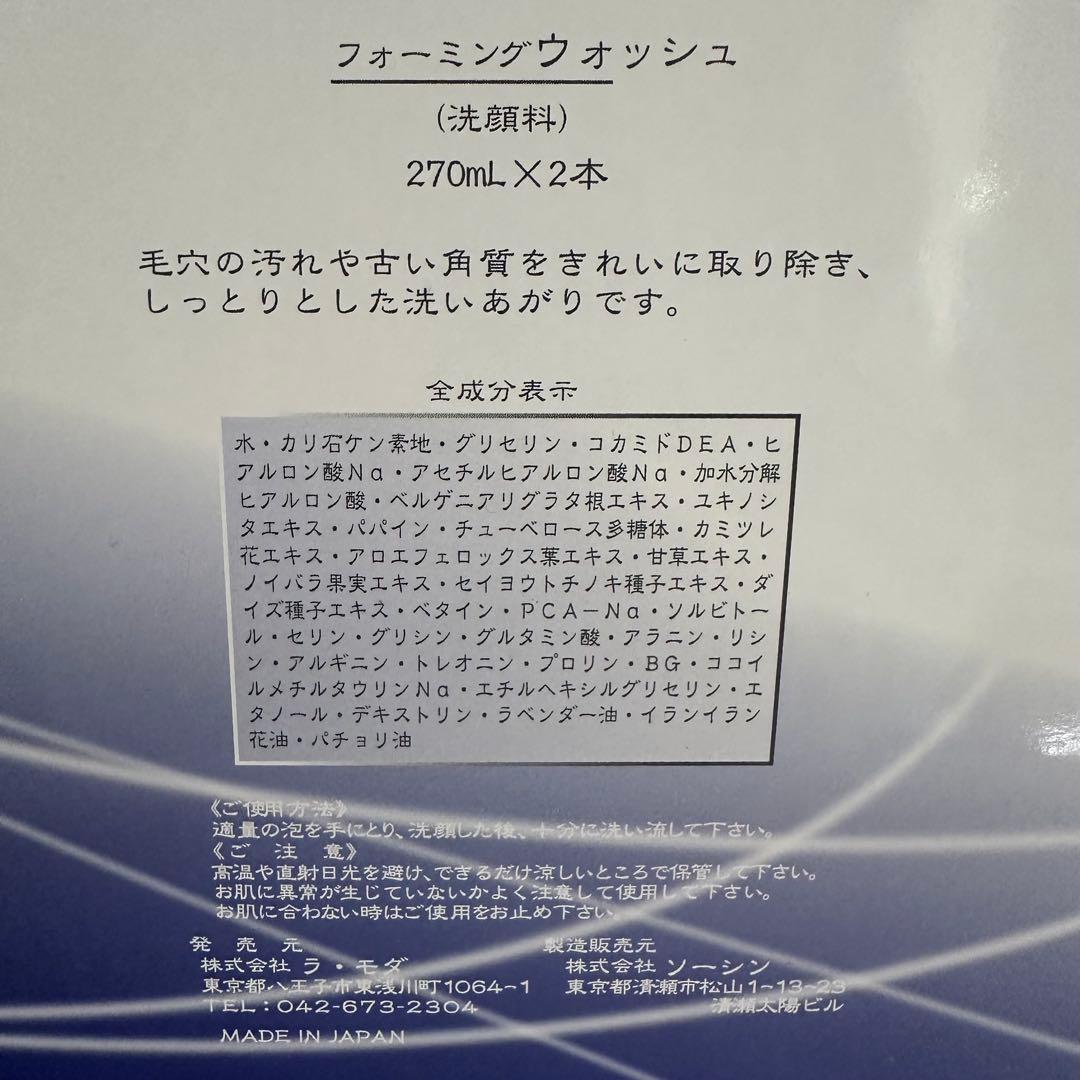 フォーミングウォッシュ
(洗顔料)
270mL×2本
毛穴の汚れや古い角質をきれいに取り除き、
しっとりとした洗いあがりです。
全成分表示
水・カリ石ケン素地・グリセリン・コカミドDEA・ヒ
アルロン酸Na・アセチルヒアルロン酸Na・加水分解
ヒアルロン酸・ベルゲニアリグラタ根エキス・ユキノシ
タエキス・パパイン・チューベロース多糖体・カミツレ
花エキス・アロエフェロックス葉エキス・甘草エキス・
ノイバラ果実エキス・セイヨウトチノキ種子エキス・ダ
イズ種子エキス・ベタイン・PCA-Na・ソルビトー
ル・セリン・グリシン・グルタミン酸・アラニン・リシ
ン・アルギニン・トレオニン・プロリン・BG・ココイ
ルメチルタウリンNa・エチルヘキシルグリセリン・エ
タノール・デキストリン・ラベンダー油・イランイラン
花油・パチョリ油
《ご使用方法》
適量の泡を手にとり、洗顔した後、十分に洗い流して下さい。
《ご 注 意》
高温や直射日光を避け、できるだけ涼しいところで保管して下さい。
お肌に異常が生じていないかよく注意して使用して下さい。
お肌に合わない時はご使用をお止め下さい。
発 売 元
株式会社 ラ・モダ
東京都八王子市東浅川町1064-1
TEL:042-673-2304
製造販売元
株式会社 ソーシン
東京都清瀬市松山1-13-23
清瀬太陽ビル
MADE IN JAPAN